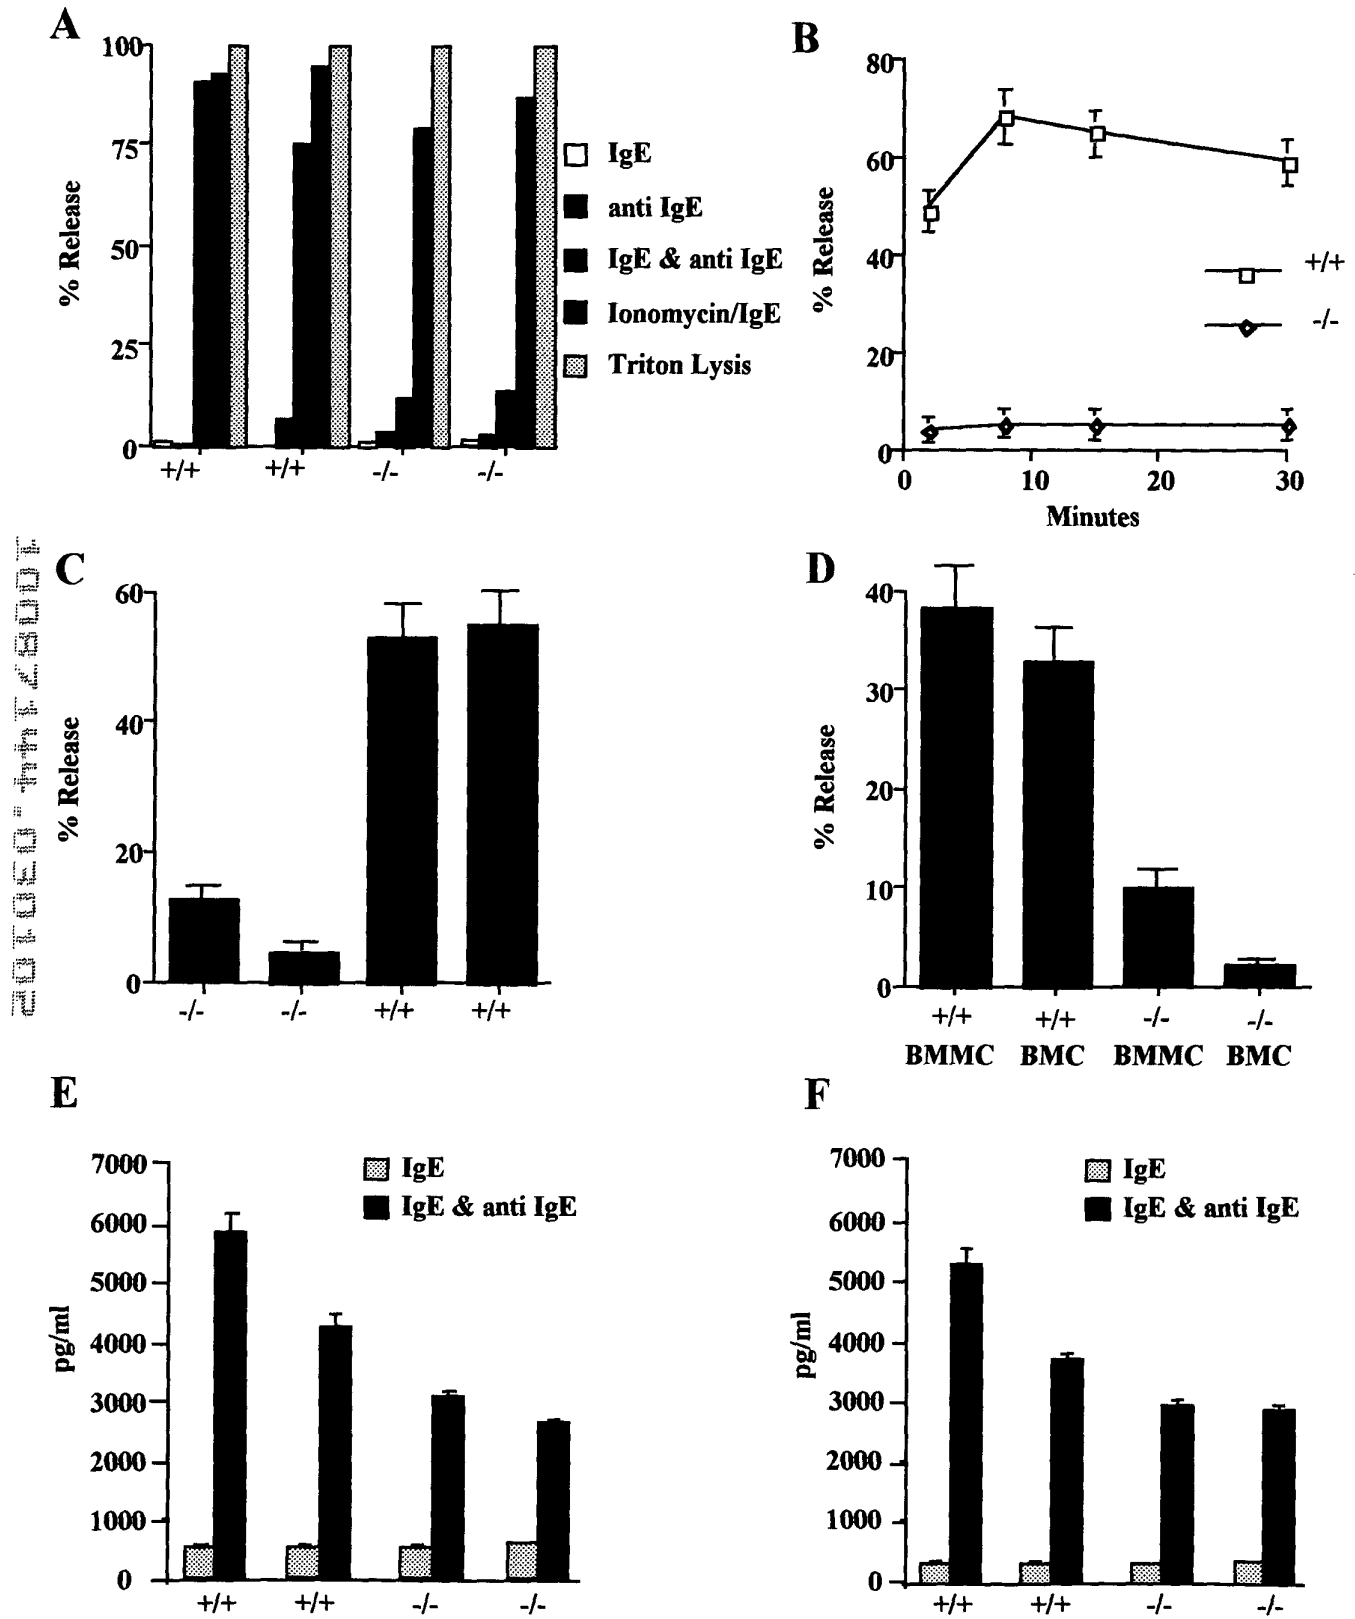 A
100
75
50
25
0
% Release
+/+
+/+
-/-
-/-
IgE
anti IgE
IgE & anti IgE
Ionomycin/IgE
Triton Lysis
B
80
60
40
20
0
% Release
0
10
20
30
Minutes
+/+
-/-
10087144.030102
C
60
40
20
0
% Release
-/-
-/-
+/+
+/+
D
40
30
20
10
0
% Release
+/+
+/+
-/-
-/-
BMMC
BMC
BMMC
BMC
E
7000
6000
5000
4000
3000
2000
1000
0
pg/ml
IgE
IgE & anti IgE
+/+
+/+
-/-
-/-
F
7000
6000
5000
4000
3000
2000
1000
0
pg/ml
IgE
IgE & anti IgE
+/+
+/+
-/-
-/-